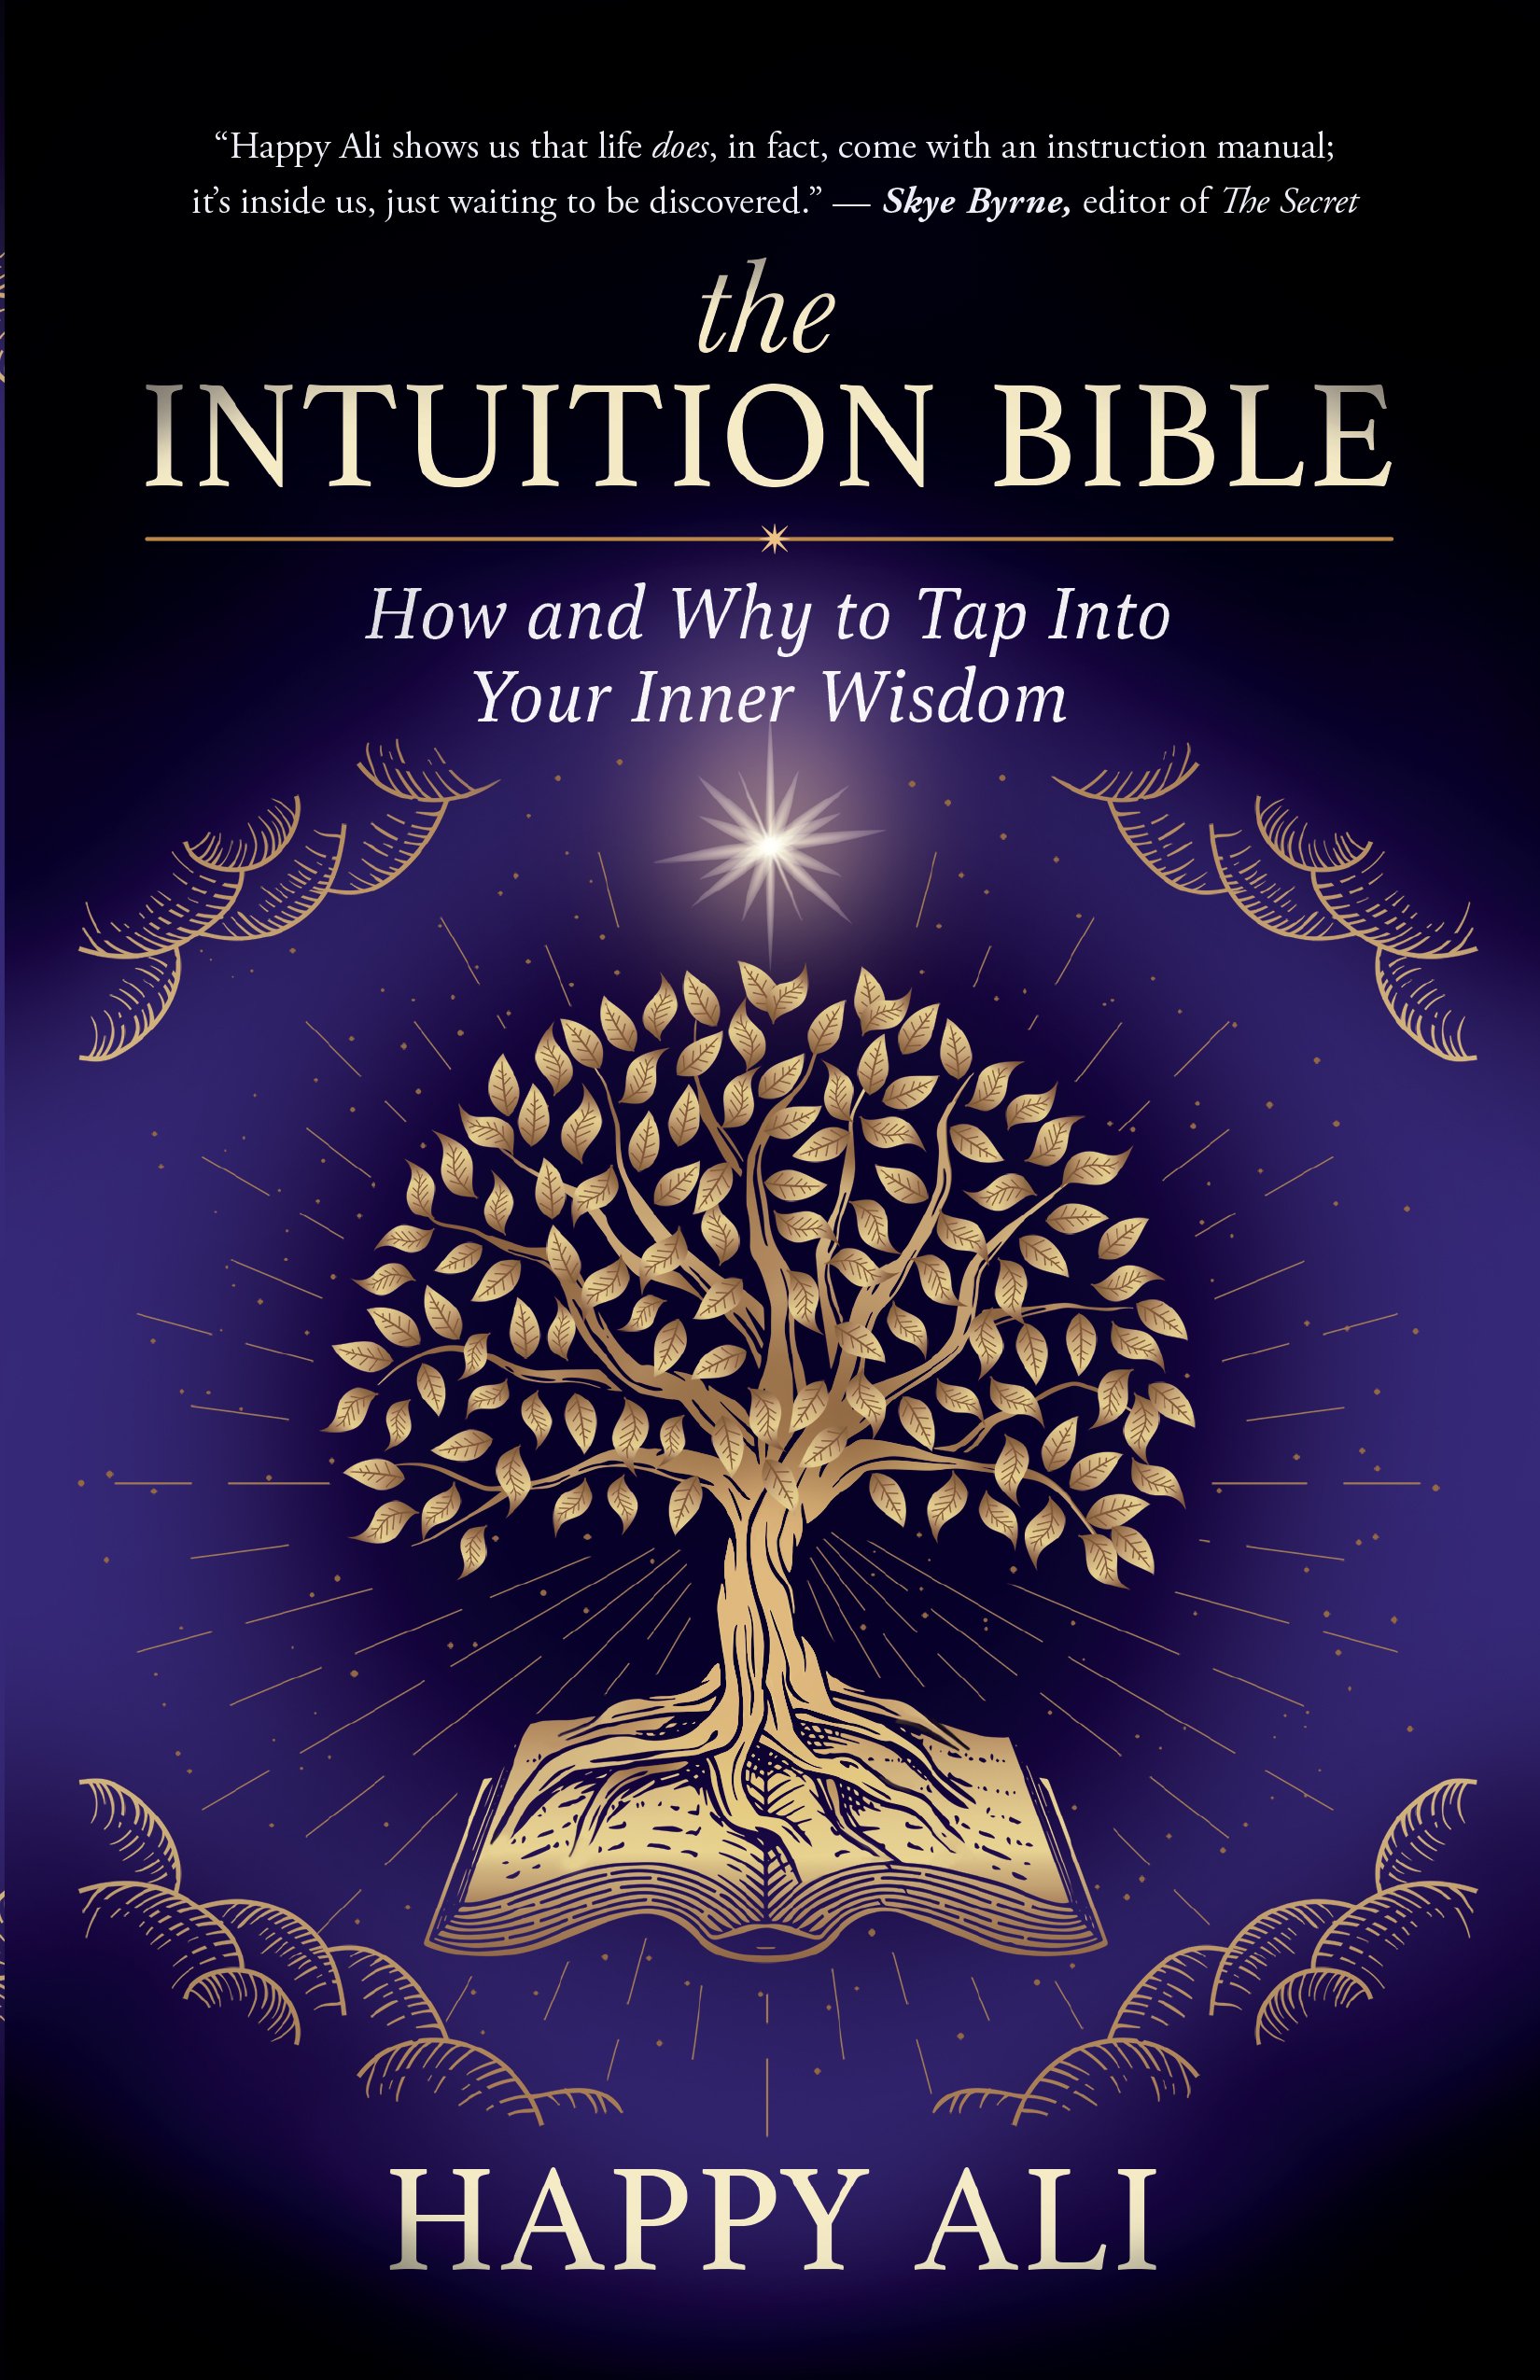 “Happy Ali shows us that life does, in fact, come with an instruction manual;
it’s inside us, just waiting to be discovered.” — Skye Byrne, editor of The Secret
the
INTUITION BIBLE
How and Why to Tap Into
Your Inner Wisdom
HAPPY ALI